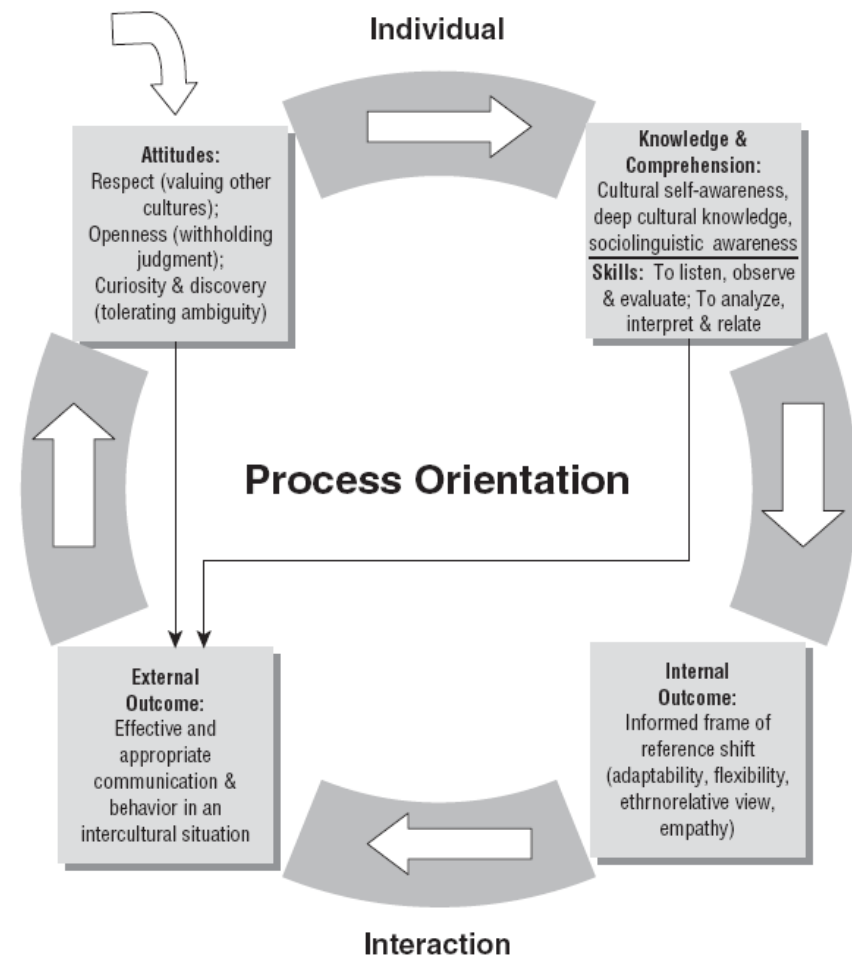 Individual
Attitudes:
Respect (valuing other
cultures);
Openness (withholding
judgment);
Curiosity & discovery
(tolerating ambiguity)
Knowledge &
Comprehension:
Cultural self-awareness,
deep cultural knowledge,
sociolinguistic awareness
Skills: To listen, observe
& evaluate; To analyze,
interpret & relate
Process Orientation
External
Outcome:
Effective and
appropriate
communication &
behavior in an
intercultural situation
Internal
Outcome:
Informed frame of
reference shift
(adaptability, flexibility,
ethrnorelative view,
empathy)
Interaction